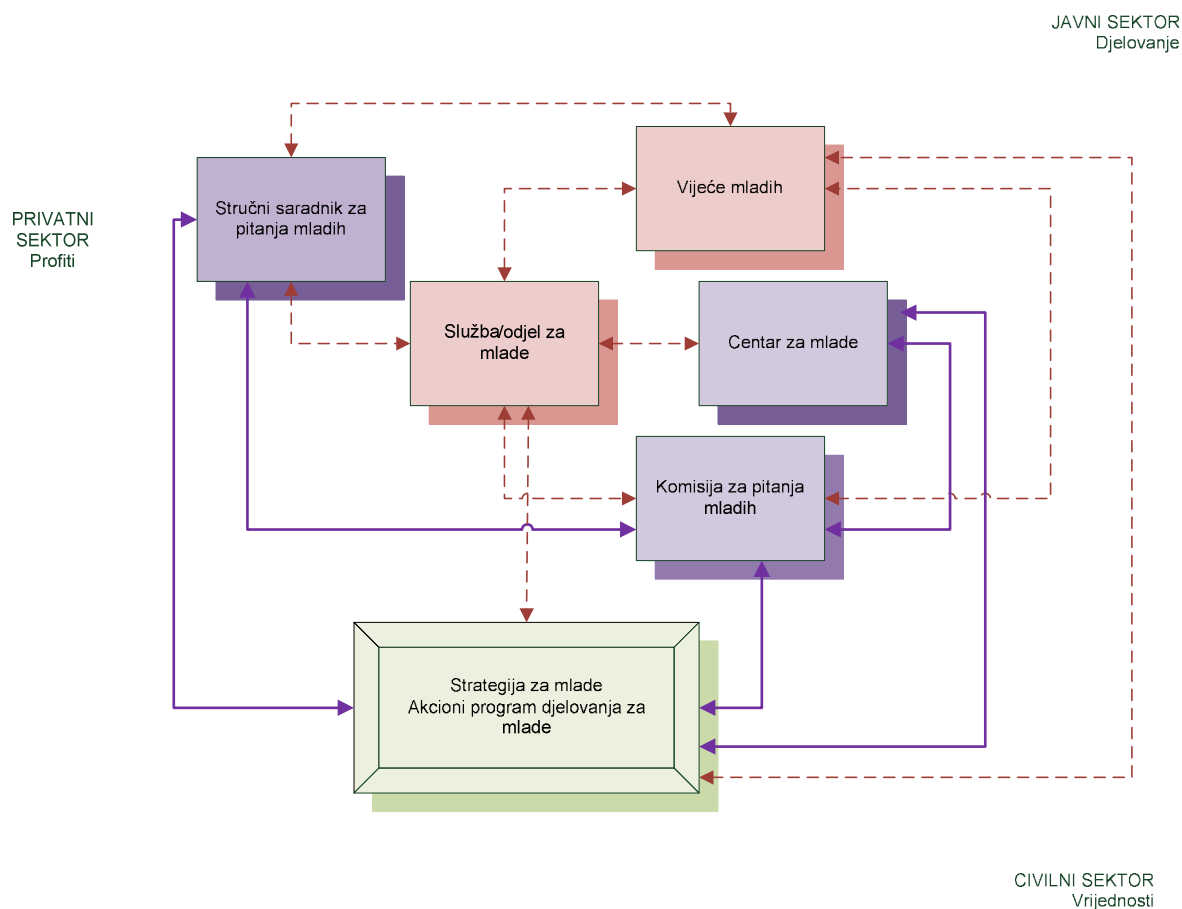 JAVNI SEKTOR
Djelovanje
Vijeće mladih
Stručni saradnik za
pitanja mladih
PRIVATNI
SEKTOR
Profiti
Služba/odjel za
mlade
Centar za mlade
Komisija za pitanja
mladih
Strategija za mlade
Akcioni program djelovanja za
mlade
CIVILNI SEKTOR
Vrijednosti